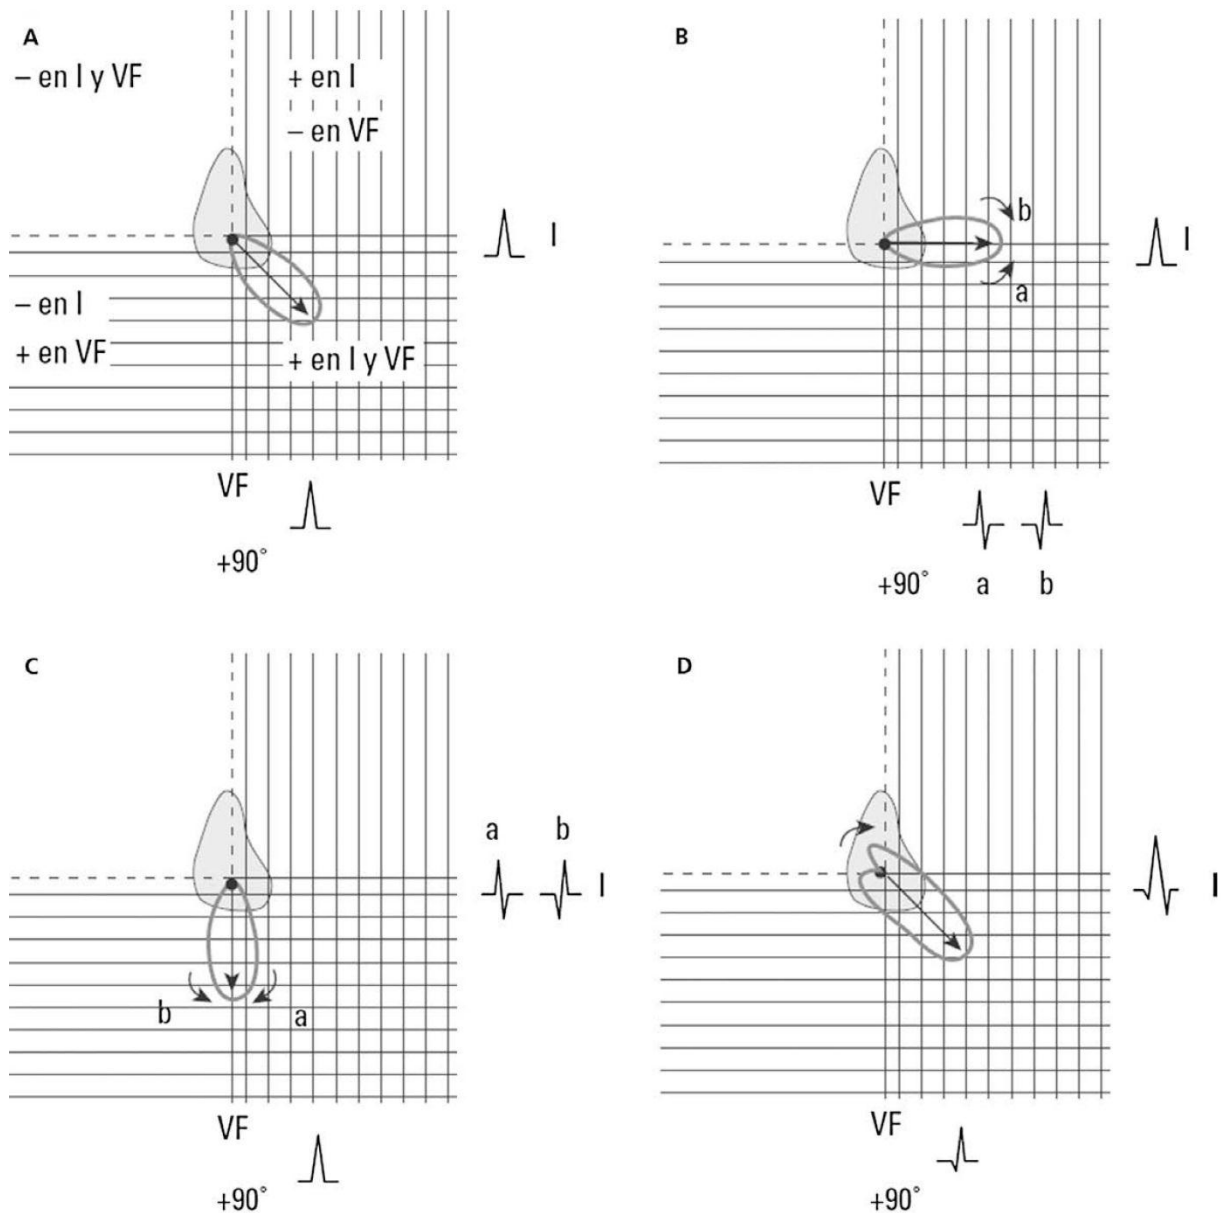 A
– en I y VF
+ en I
– en VF
I
– en I
+ en VF
+ en I y VF
VF
+90°
B
b
I
a
VF
+90°
a
b
C
a
b
I
b
a
VF
+90°
D
I
VF
+90°